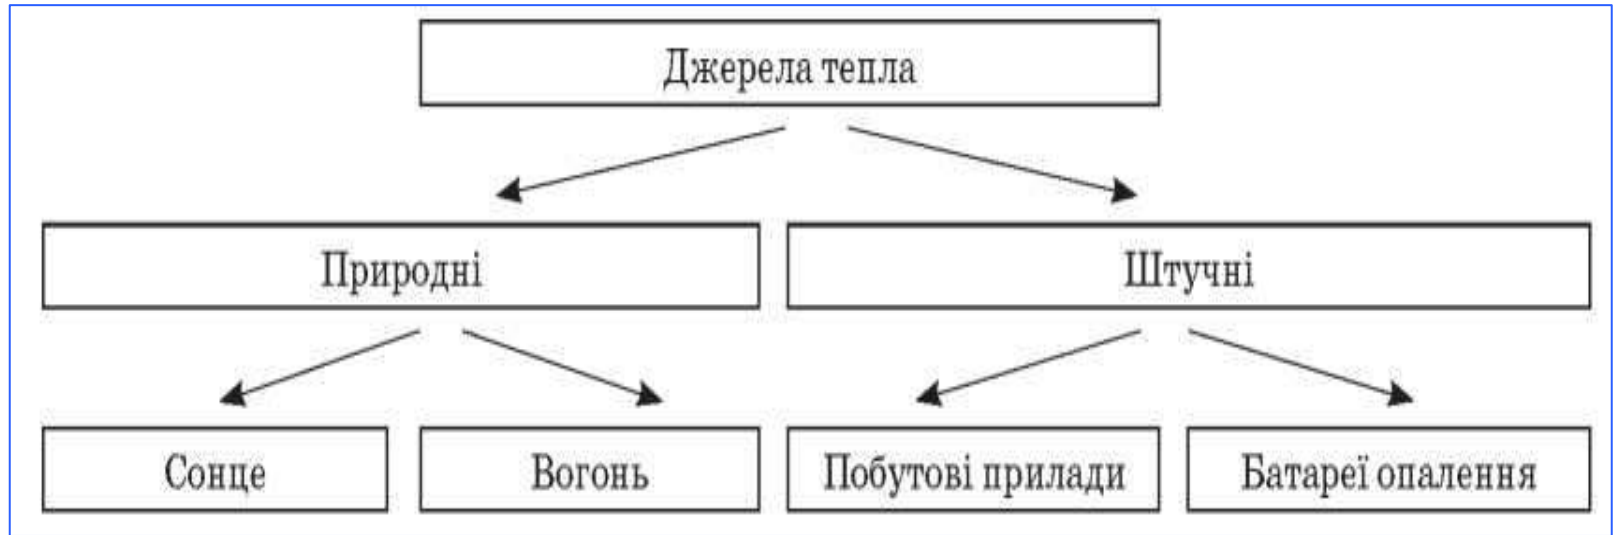 Джерела тепла
Природні
Штучні
Сонце
Вогонь
Побутові прилади
Батареї опалення